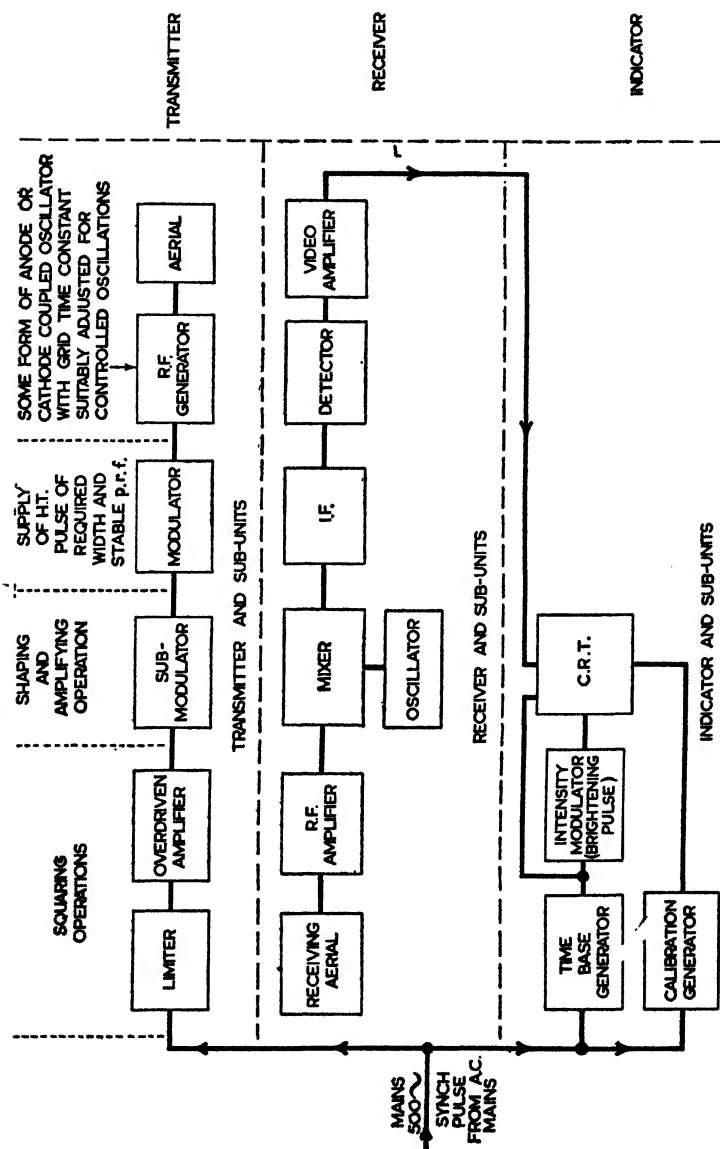 SQUARING
OPERATIONS
SHAPING
AND
AMPLIFYING
OPERATION
SUPPLY
OF H.T.
PULSE OF
REQUIRED
WIDTH AND
STABLE p.r.f.
SOME FORM OF ANODE OR
CATHODE COUPLED OSCILLATOR
WITH GRID TIME CONSTANT
SUITABLY ADJUSTED FOR
CONTROLLED OSCILLATIONS
LIMITER
OVERDRIVEN
AMPLIFIER
SUB-
MODULATOR
MODULATOR
R.F.
GENERATOR
AERIAL
TRANSMITTER
TRANSMITTER AND SUB-UNITS
RECEIVING
AERIAL
R.F.
AMPLIFIER
MIXER
I.F.
DETECTOR
VIDEO
AMPLIFIER
RECEIVER
OSCILLATOR
RECEIVER AND SUB-UNITS
MAINS
500~
SYNCH
PULSE
FROM A.C.
MAINS
TIME
BASE
GENERATOR
INTENSITY
MODULATOR
(BRIGHTENING
PULSE)
C.R.T.
INDICATOR
CALIBRATION
GENERATOR
INDICATOR AND SUB-UNITS